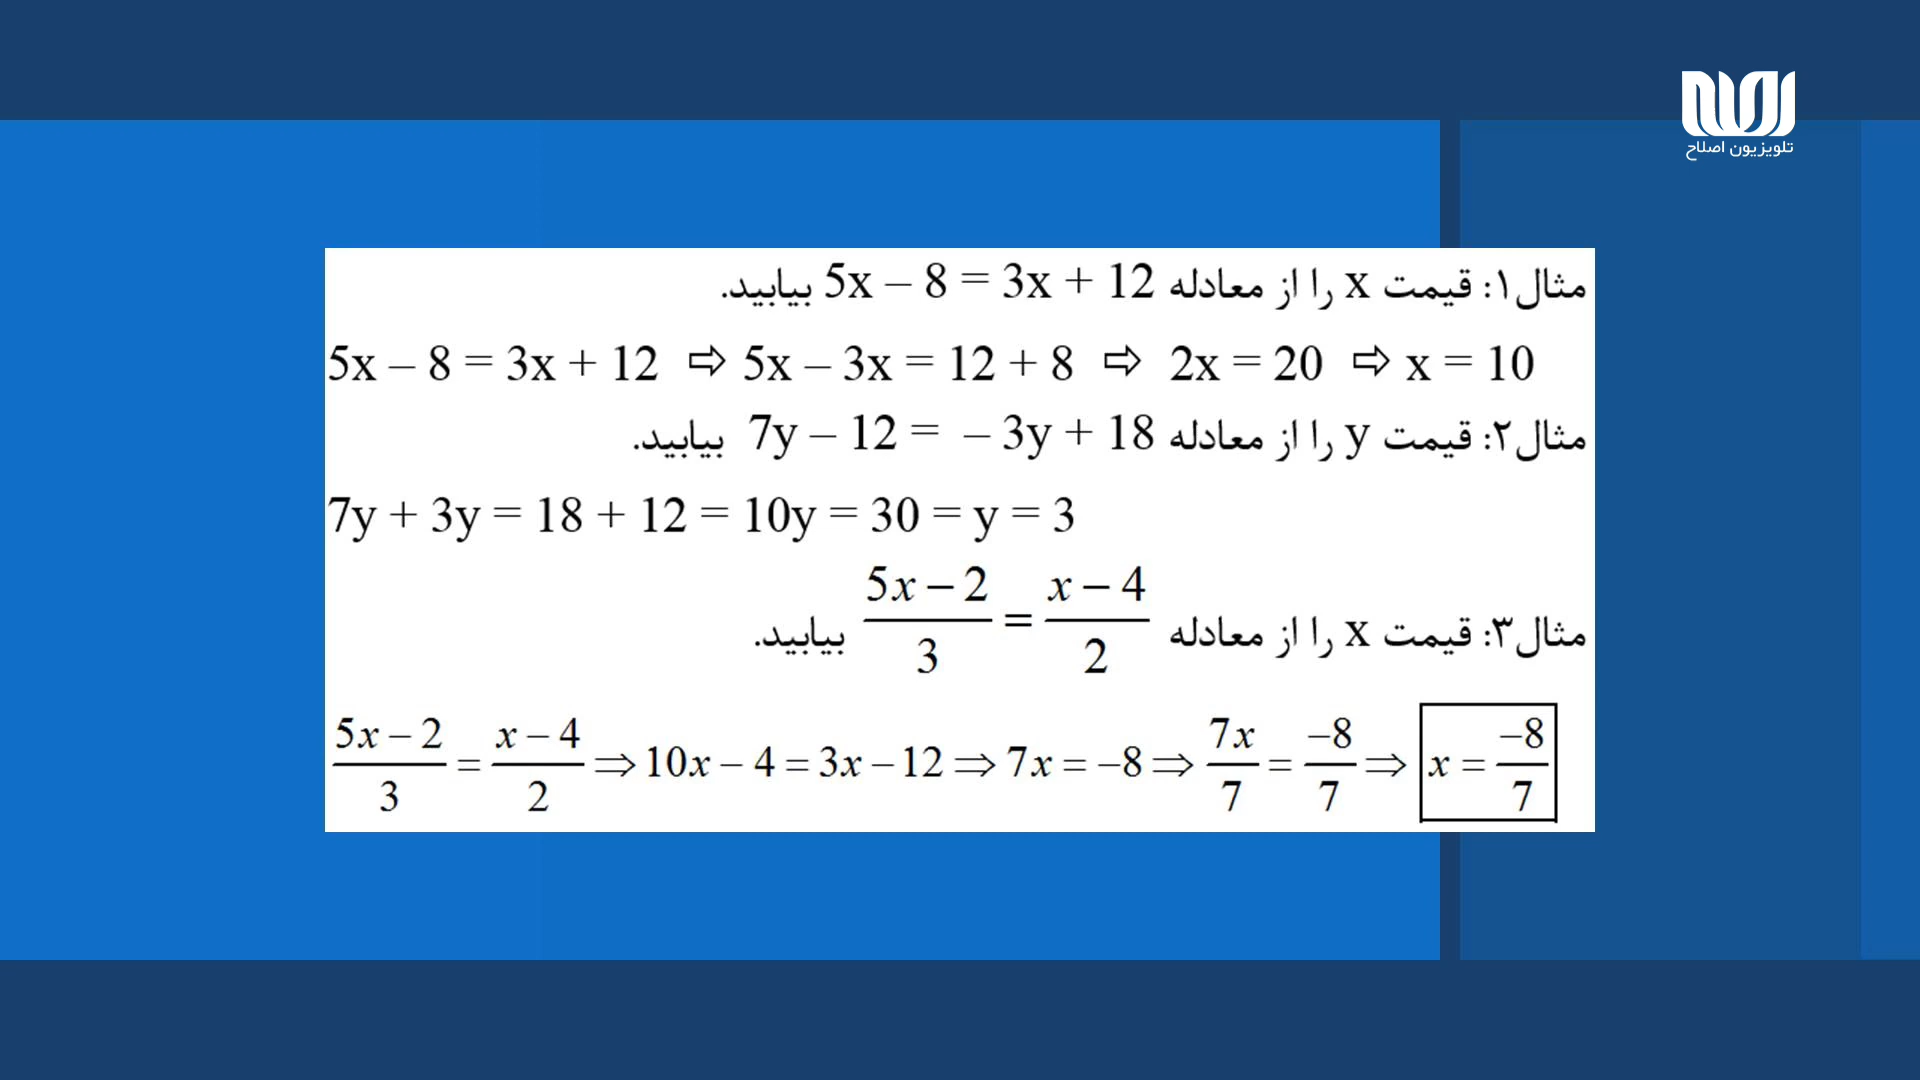 تلویزیون اصلاح
مثال۱: قیمت x را از معادله 5x – 8 = 3x + 12 بیابید.
5x – 8 = 3x + 12 ⇨ 5x – 3x = 12 + 8 ⇨ 2x = 20 ⇨ x = 10
مثال۲: قیمت y را از معادله 7y – 12 = – 3y + 18 بیابید.
7y + 3y = 18 + 12 = 10y = 30 = y = 3
مثال۳: قیمت x را از معادله (5x – 2)/3 = (x – 4)/2 بیابید.
(5x – 2)/3 = (x – 4)/2 ⇒ 10x – 4 = 3x – 12 ⇒ 7x = –8 ⇒ 7x/7 = –8/7 ⇒ x = –8/7